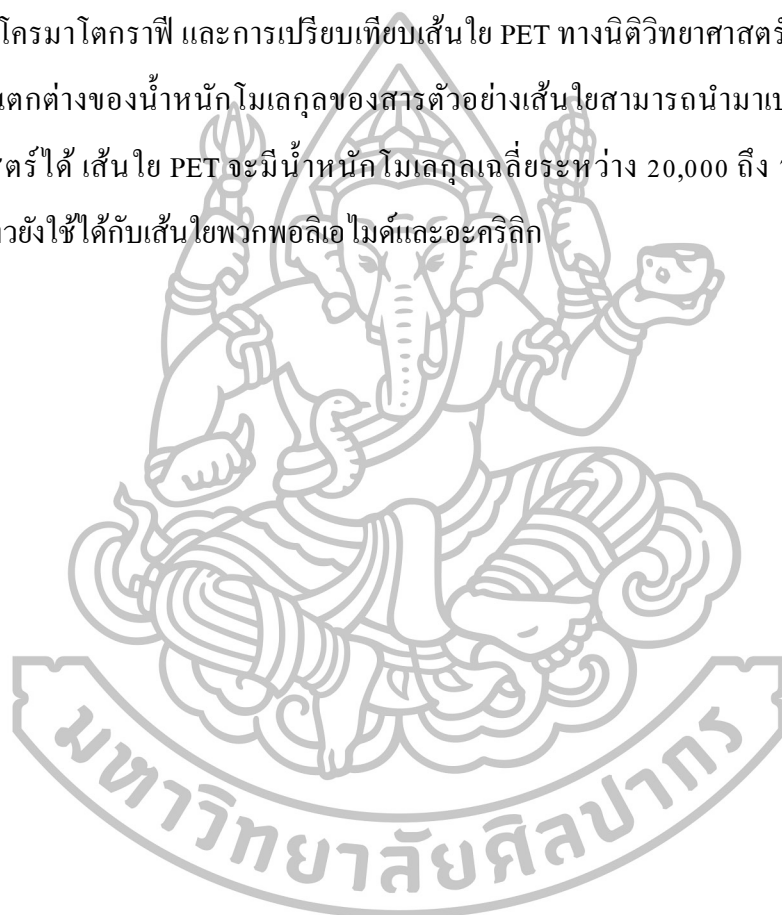 โครมาโตกราฟี และการเปรียบเทียบเส้นใย PET ทางนิติวิทยาศาสตร์
แตกต่างของน้ำหนักโมเลกุลของสารตัวอย่างเส้นใยสามารถนำมาเป
ตร์ได้ เส้นใย PET จะมีน้ำหนักโมเลกุลเฉลี่ยระหว่าง 20,000 ถึง
วยังใช้ได้กับเส้นใยพวกพอลิเอไมด์และอะคริลิก
มหาวิทยาลัยศิลปากร